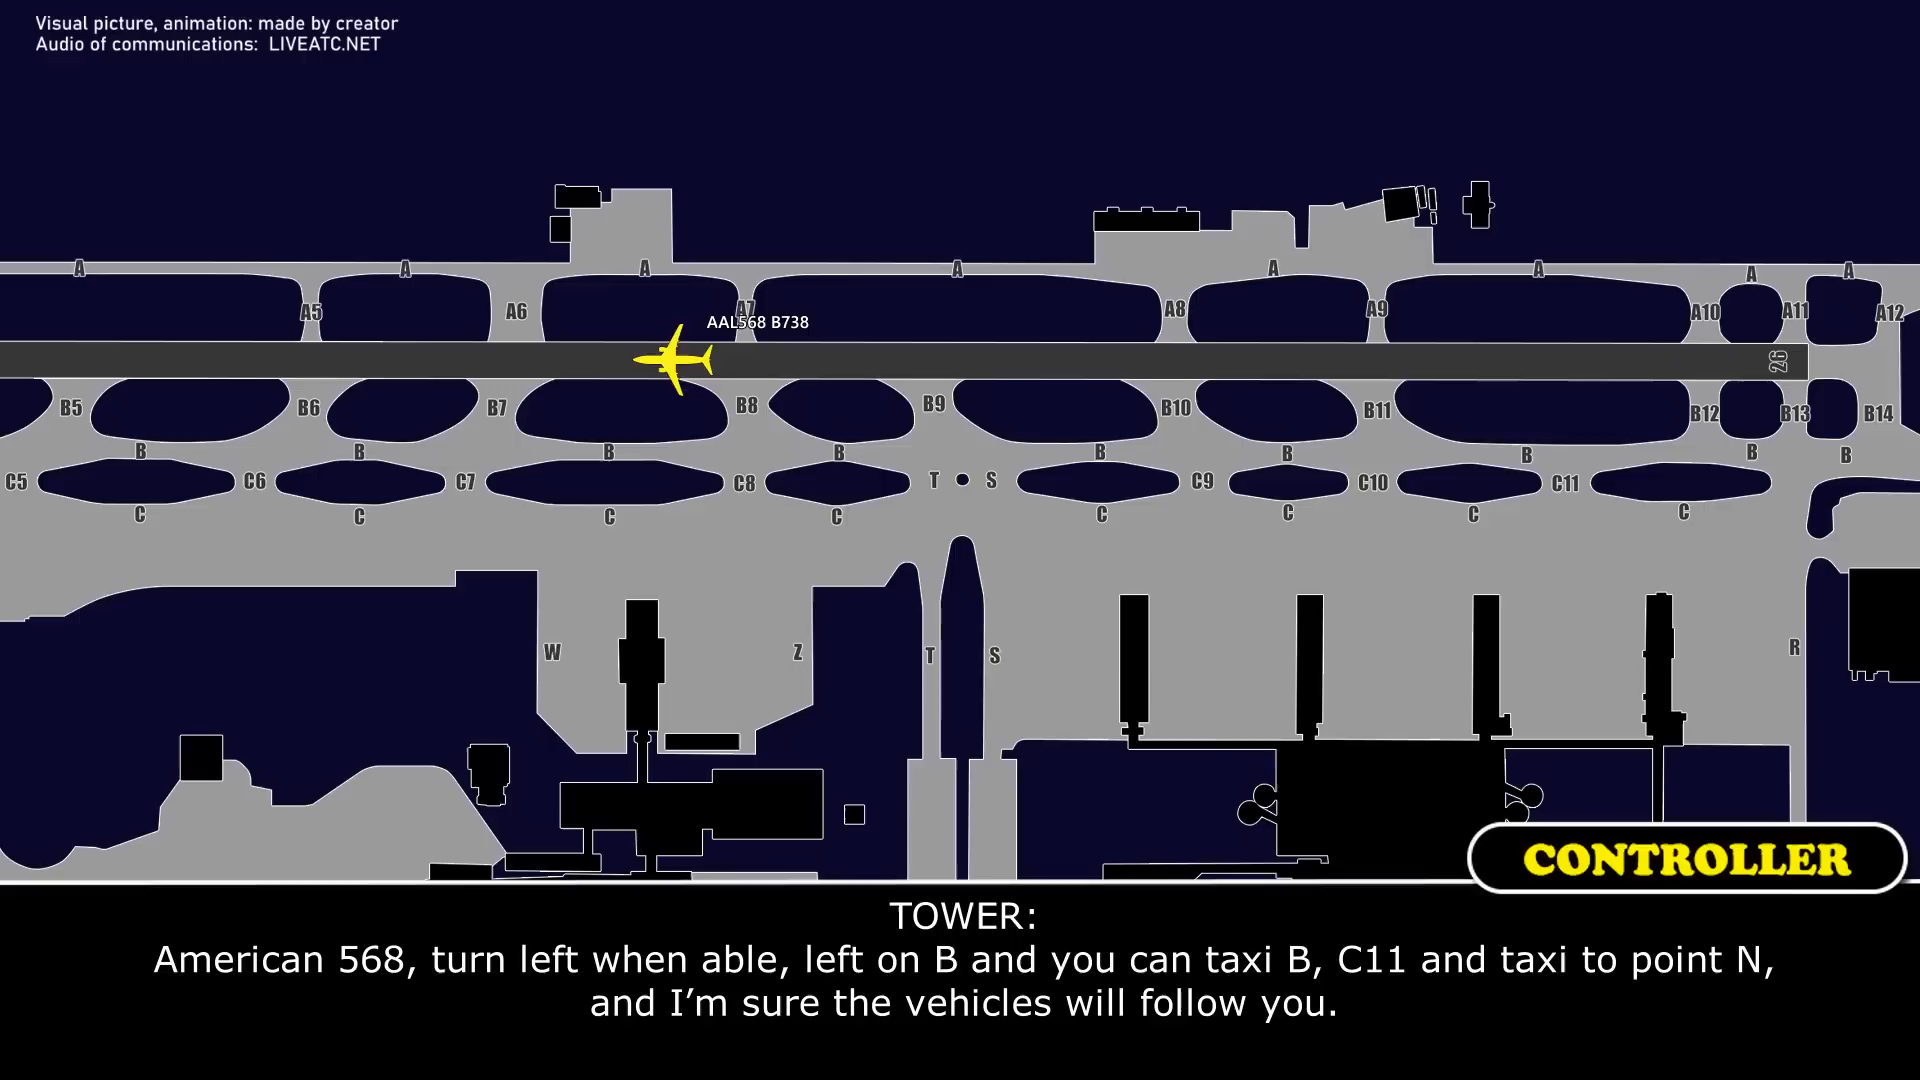 Visual picture, animation: made by creator
Audio of communications: LIVEATC.NET
A A A A A A A A
A5 A6 A7 A8 A9 A10 A11 A12
AAL568 B738
26
B5 B6 B7 B8 B9 B10 B11 B12 B13 B14
B B B B B B B B B
C5 C6 C7 C8 T S C9 C10 C11
C C C C C C C C
W Z T S R
CONTROLLER
TOWER:
American 568, turn left when able, left on B and you can taxi B, C11 and taxi to point N,
and I’m sure the vehicles will follow you.